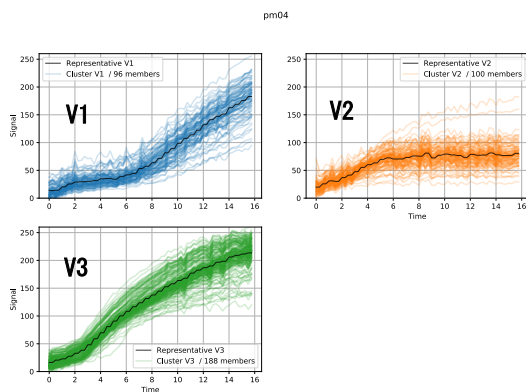 pm04
Representative V1
Cluster V1 / 96 members
V1
Signal
250
200
150
100
50
0
0 2 4 6 8 10 12 14 16
Representative V2
Cluster V2 / 100 members
V2
250
200
150
100
50
0
0 2 4 6 8 10 12 14 16
Time
V3
Signal
250
200
150
100
50
0
Representative V3
Cluster V3 / 188 members
0 2 4 6 8 10 12 14 16
Time